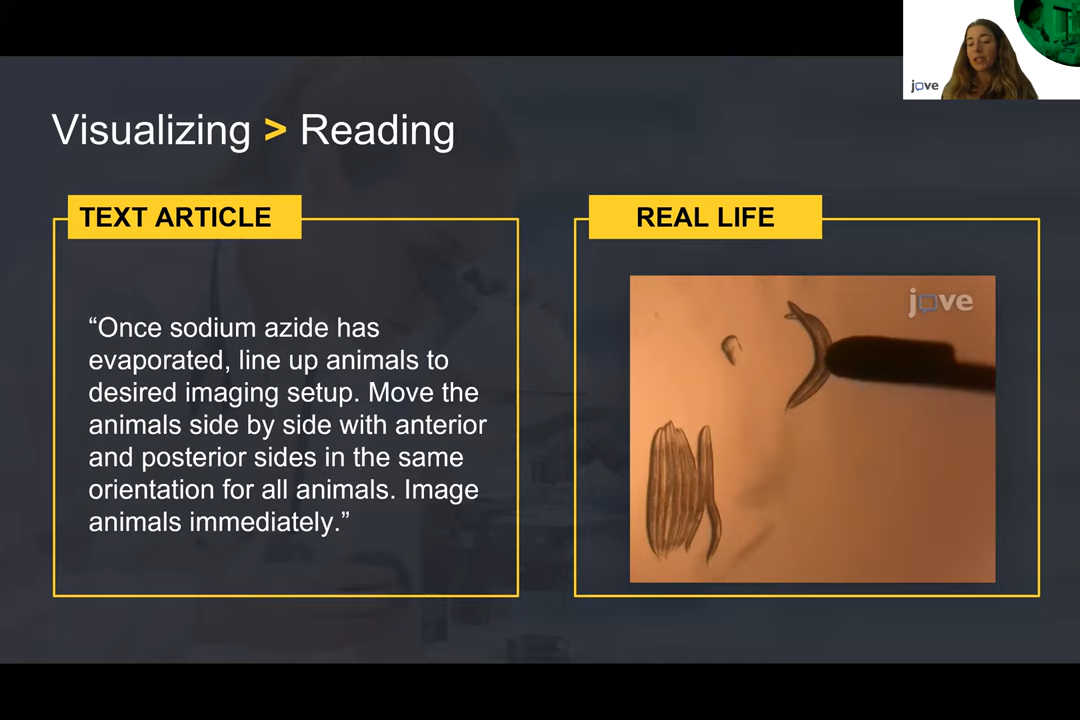 jove
Visualizing > Reading
TEXT ARTICLE
“Once sodium azide has
evaporated, line up animals to
desired imaging setup. Move the
animals side by side with anterior
and posterior sides in the same
orientation for all animals. Image
animals immediately.”
REAL LIFE
jove